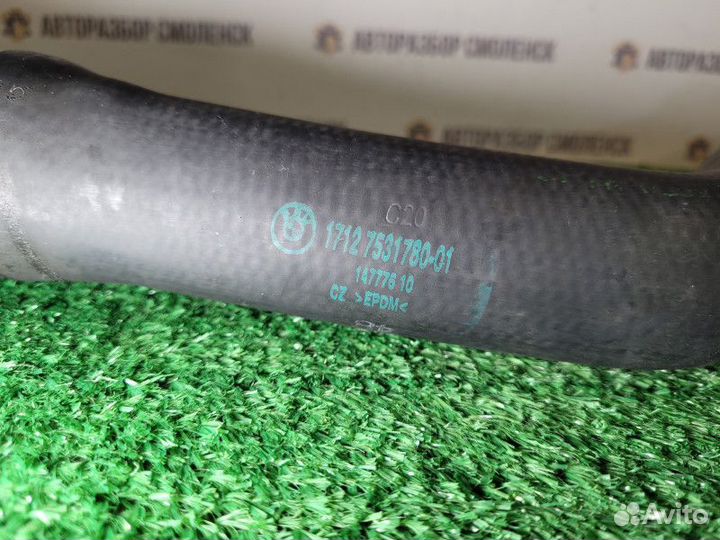 АВТОРАЗБОР СМОЛЕНСК
АВТОРАЗБОР СМОЛЕНСК
АВТОРАЗБОР
АВТОРАЗБОР СМОЛЕНСК
C20
1712 7531780-01
147776 10
CZ >EPDM<
Avito